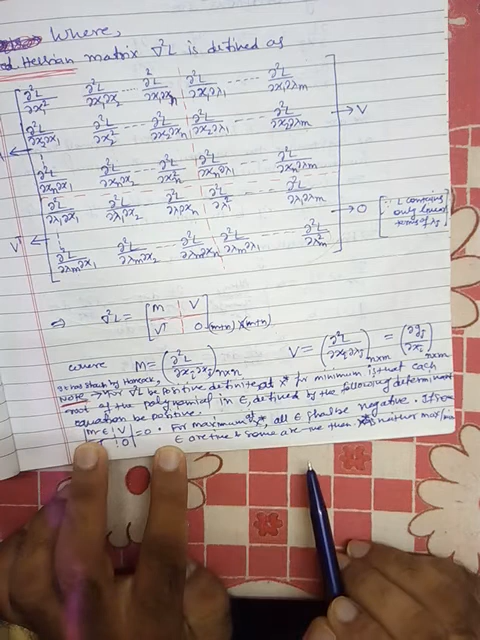 Where,
Hessian matrix ∇²L is defined as
∂²L/∂x₁² ∂²L/∂x₁∂x₂ ---- ∂²L/∂x₁∂xₙ ∂²L/∂x₁∂λ₁ ---- ∂²L/∂x₁∂λₘ
∂²L/∂x₂∂x₁ ∂²L/∂x₂² ---- ∂²L/∂x₂∂xₙ ∂²L/∂x₂∂λ₁ ---- ∂²L/∂x₂∂λₘ → V
∂²L/∂xₙ∂x₁ ∂²L/∂xₙ∂x₂ ---- ∂²L/∂xₙ² ∂²L/∂xₙ∂λ₁ ---- ∂²L/∂xₙ∂λₘ
∂²L/∂λ₁∂x₁ ∂²L/∂λ₁∂x₂ ---- ∂²L/∂λ₁∂xₙ ∂²L/∂λ₁² ---- ∂²L/∂λ₁∂λₘ → 0
∂²L/∂λₘ∂x₁ ∂²L/∂λₘ∂x₂ ---- ∂²L/∂λₘ∂xₙ ∂²L/∂λₘ∂λ₁ ---- ∂²L/∂λₘ²
∵ L contains
only linear
terms of λj
⇒ ∇²L = [M V
Vᵀ 0](m+n)×(m+n)
where M = (∂²L/∂xi∂xj)n×n V = (∂²L/∂xi∂λj)n×m = (∂gj/∂xi)n×m
It was shown by Hancock,
Note → For ∇²L be positive definite at X* for minimum is that each
root of the polynomial in ∈, defined by the following determinant
equation be positive.
|M-∈I V
0| = 0. For maximum at X*, all ∈ shall be negative. If some
∈ are +ve & some are -ve then X* is neither max/min